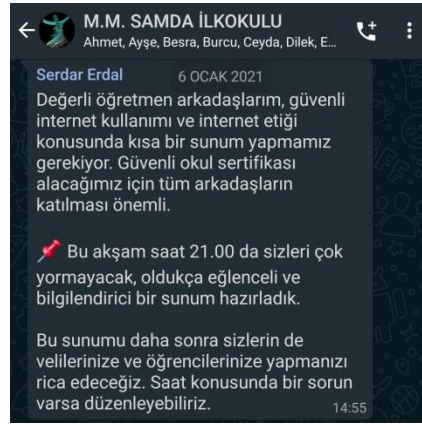 M.M. SAMDA İLKOKULU
Ahmet, Ayşe, Besra, Burcu, Ceyda, Dilek, E...
Serdar Erdal
6 OCAK 2021
Değerli öğretmen arkadaşlarım, güvenli
internet kullanımı ve internet etiği
konusunda kısa bir sunum yapmamız
gerekiyor. Güvenli okul sertifikası
alacağımız için tüm arkadaşların
katılması önemli.
📌 Bu akşam saat 21.00 da sizleri çok
yormayacak, oldukça eğlenceli ve
bilgilendirici bir sunum hazırladık.
Bu sunumu daha sonra sizlerin de
velilerinize ve öğrencilerinize yapmanızı
rica edeceğiz. Saat konusunda bir sorun
varsa düzenleyebiliriz.
14:55